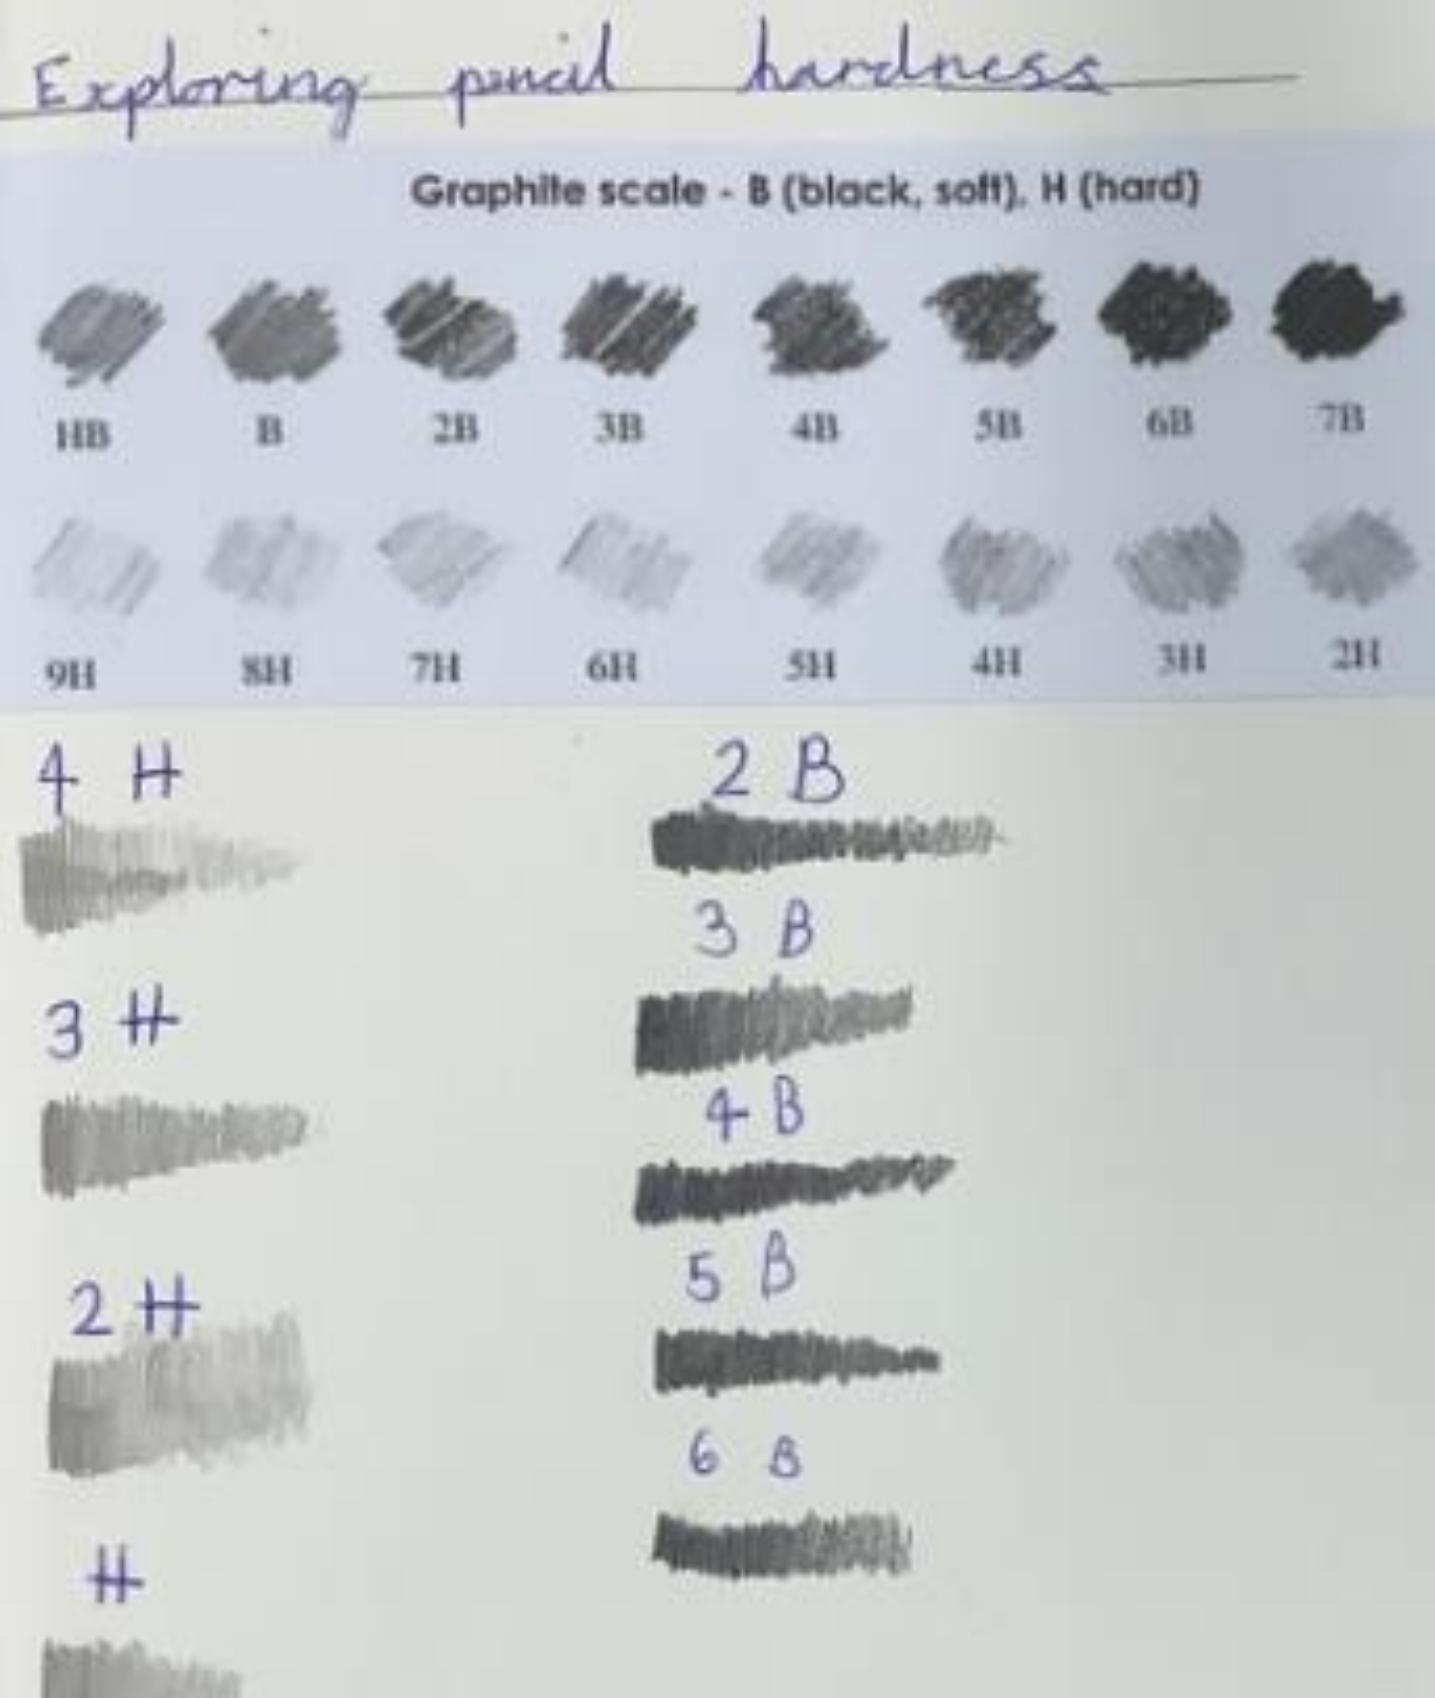 Exploring pencil hardness
Graphite scale - B (black, soft), H (hard)
HB B 2B 3B 4B 5B 6B 7B
9H 8H 7H 6H 5H 4H 3H 2H
4 H
3 H
2 H
H
2 B
3 B
4 B
5 B
6 B